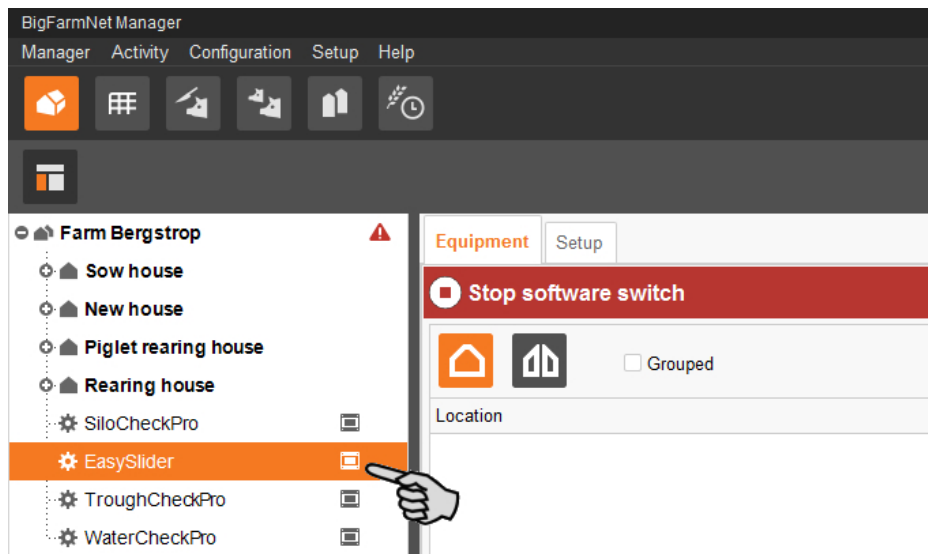 BigFarmNet Manager
Manager Activity Configuration Setup Help
Farm Bergstrop
Sow house
New house
Piglet rearing house
Rearing house
SiloCheckPro
EasySlider
TroughCheckPro
WaterCheckPro
Equipment Setup
Stop software switch
Grouped
Location